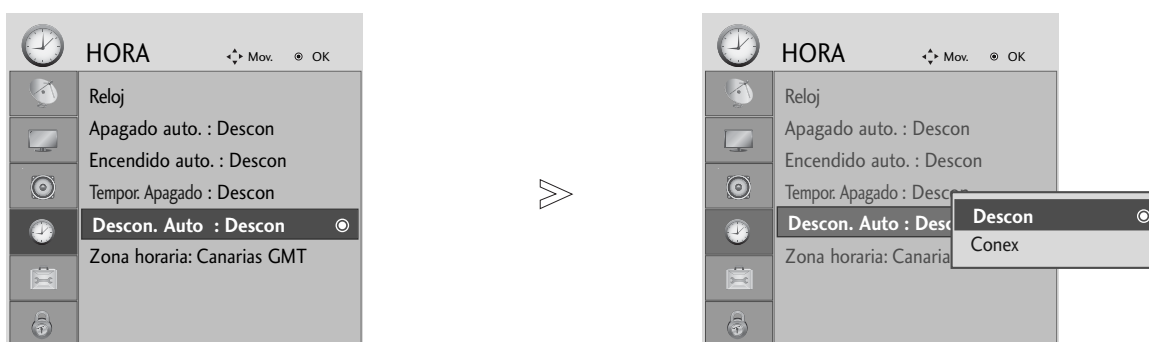 HORA Mov. OK
Reloj
Apagado auto. : Descon
Encendido auto. : Descon
Tempor. Apagado : Descon
Descon. Auto : Descon
Zona horaria: Canarias GMT
HORA Mov. OK
Reloj
Apagado auto. : Descon
Encendido auto. : Descon
Tempor. Apagado : Desc
Descon. Auto : Desc
Zona horaria: Canaria
Descon
Conex